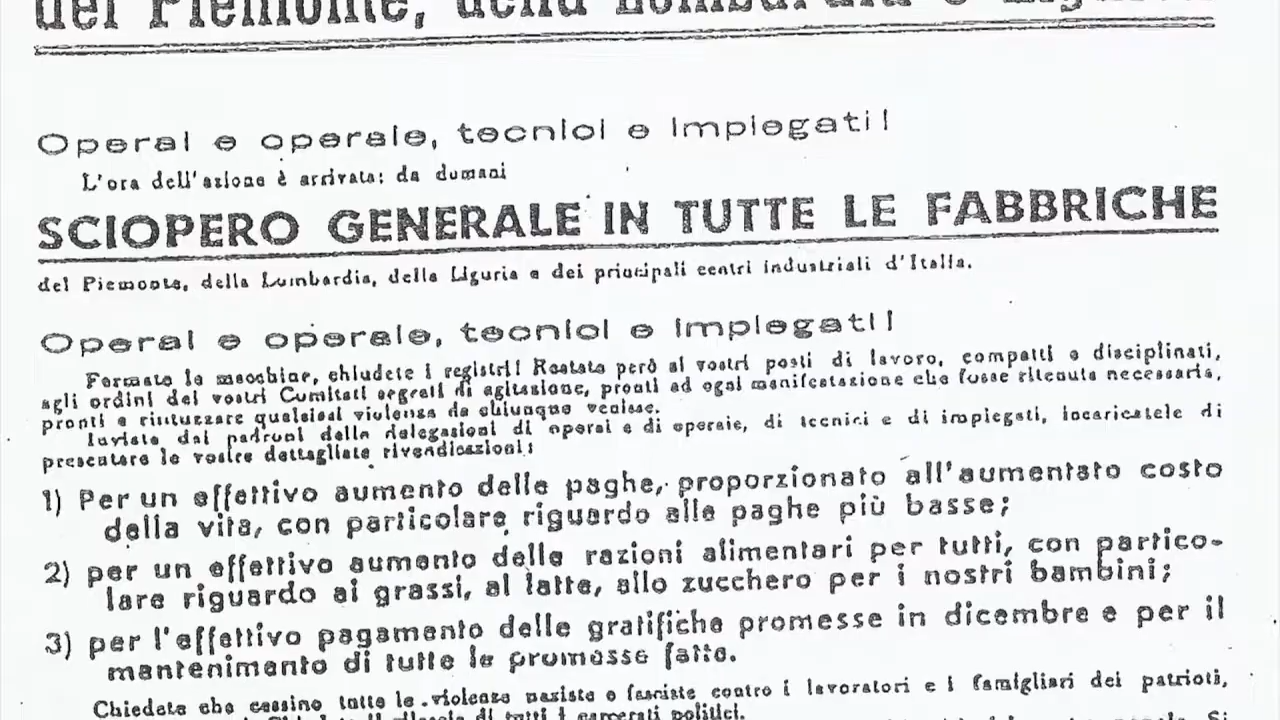 del Piemonte, della Lombardia e Liguria
Operai e operaie, tecnici e impiegati!
L'ora dell'azione è arrivata: da domani
SCIOPERO GENERALE IN TUTTE LE FABBRICHE
del Piemonte, della Lombardia, della Liguria e dei principali centri industriali d'Italia.
Operai e operaie, tecnici e impiegati!
Fermate le macchine, chiudete i registri! Restate però ai vostri posti di lavoro, compatti e disciplinati,
agli ordini dei vostri Comitati segreti di agitazione, pronti ad ogni manifestazione che fosse ritenuta necessaria,
pronti a rintuzzare qualsiasi violenza da chiunque venisse.
Inviate dai padroni delle delegazioni di operai e di operaie, di tecnici e di impiegati, incaricatele di
presentare le vostre dettagliate rivendicazioni:
1) Per un effettivo aumento delle paghe, proporzionato all'aumentato costo
della vita, con particolare riguardo alle paghe più basse;
2) per un effettivo aumento delle razioni alimentari per tutti, con partico-
lare riguardo ai grassi, al latte, allo zucchero per i nostri bambini;
3) per l'effettivo pagamento delle gratifiche promesse in dicembre e per il
mantenimento di tutte le promesse fatte.
Chiedete che cessino tutte le violenze naziste e fasciste contro i lavoratori e i famigliari dei patrioti,
di tutti i carcerati politici.